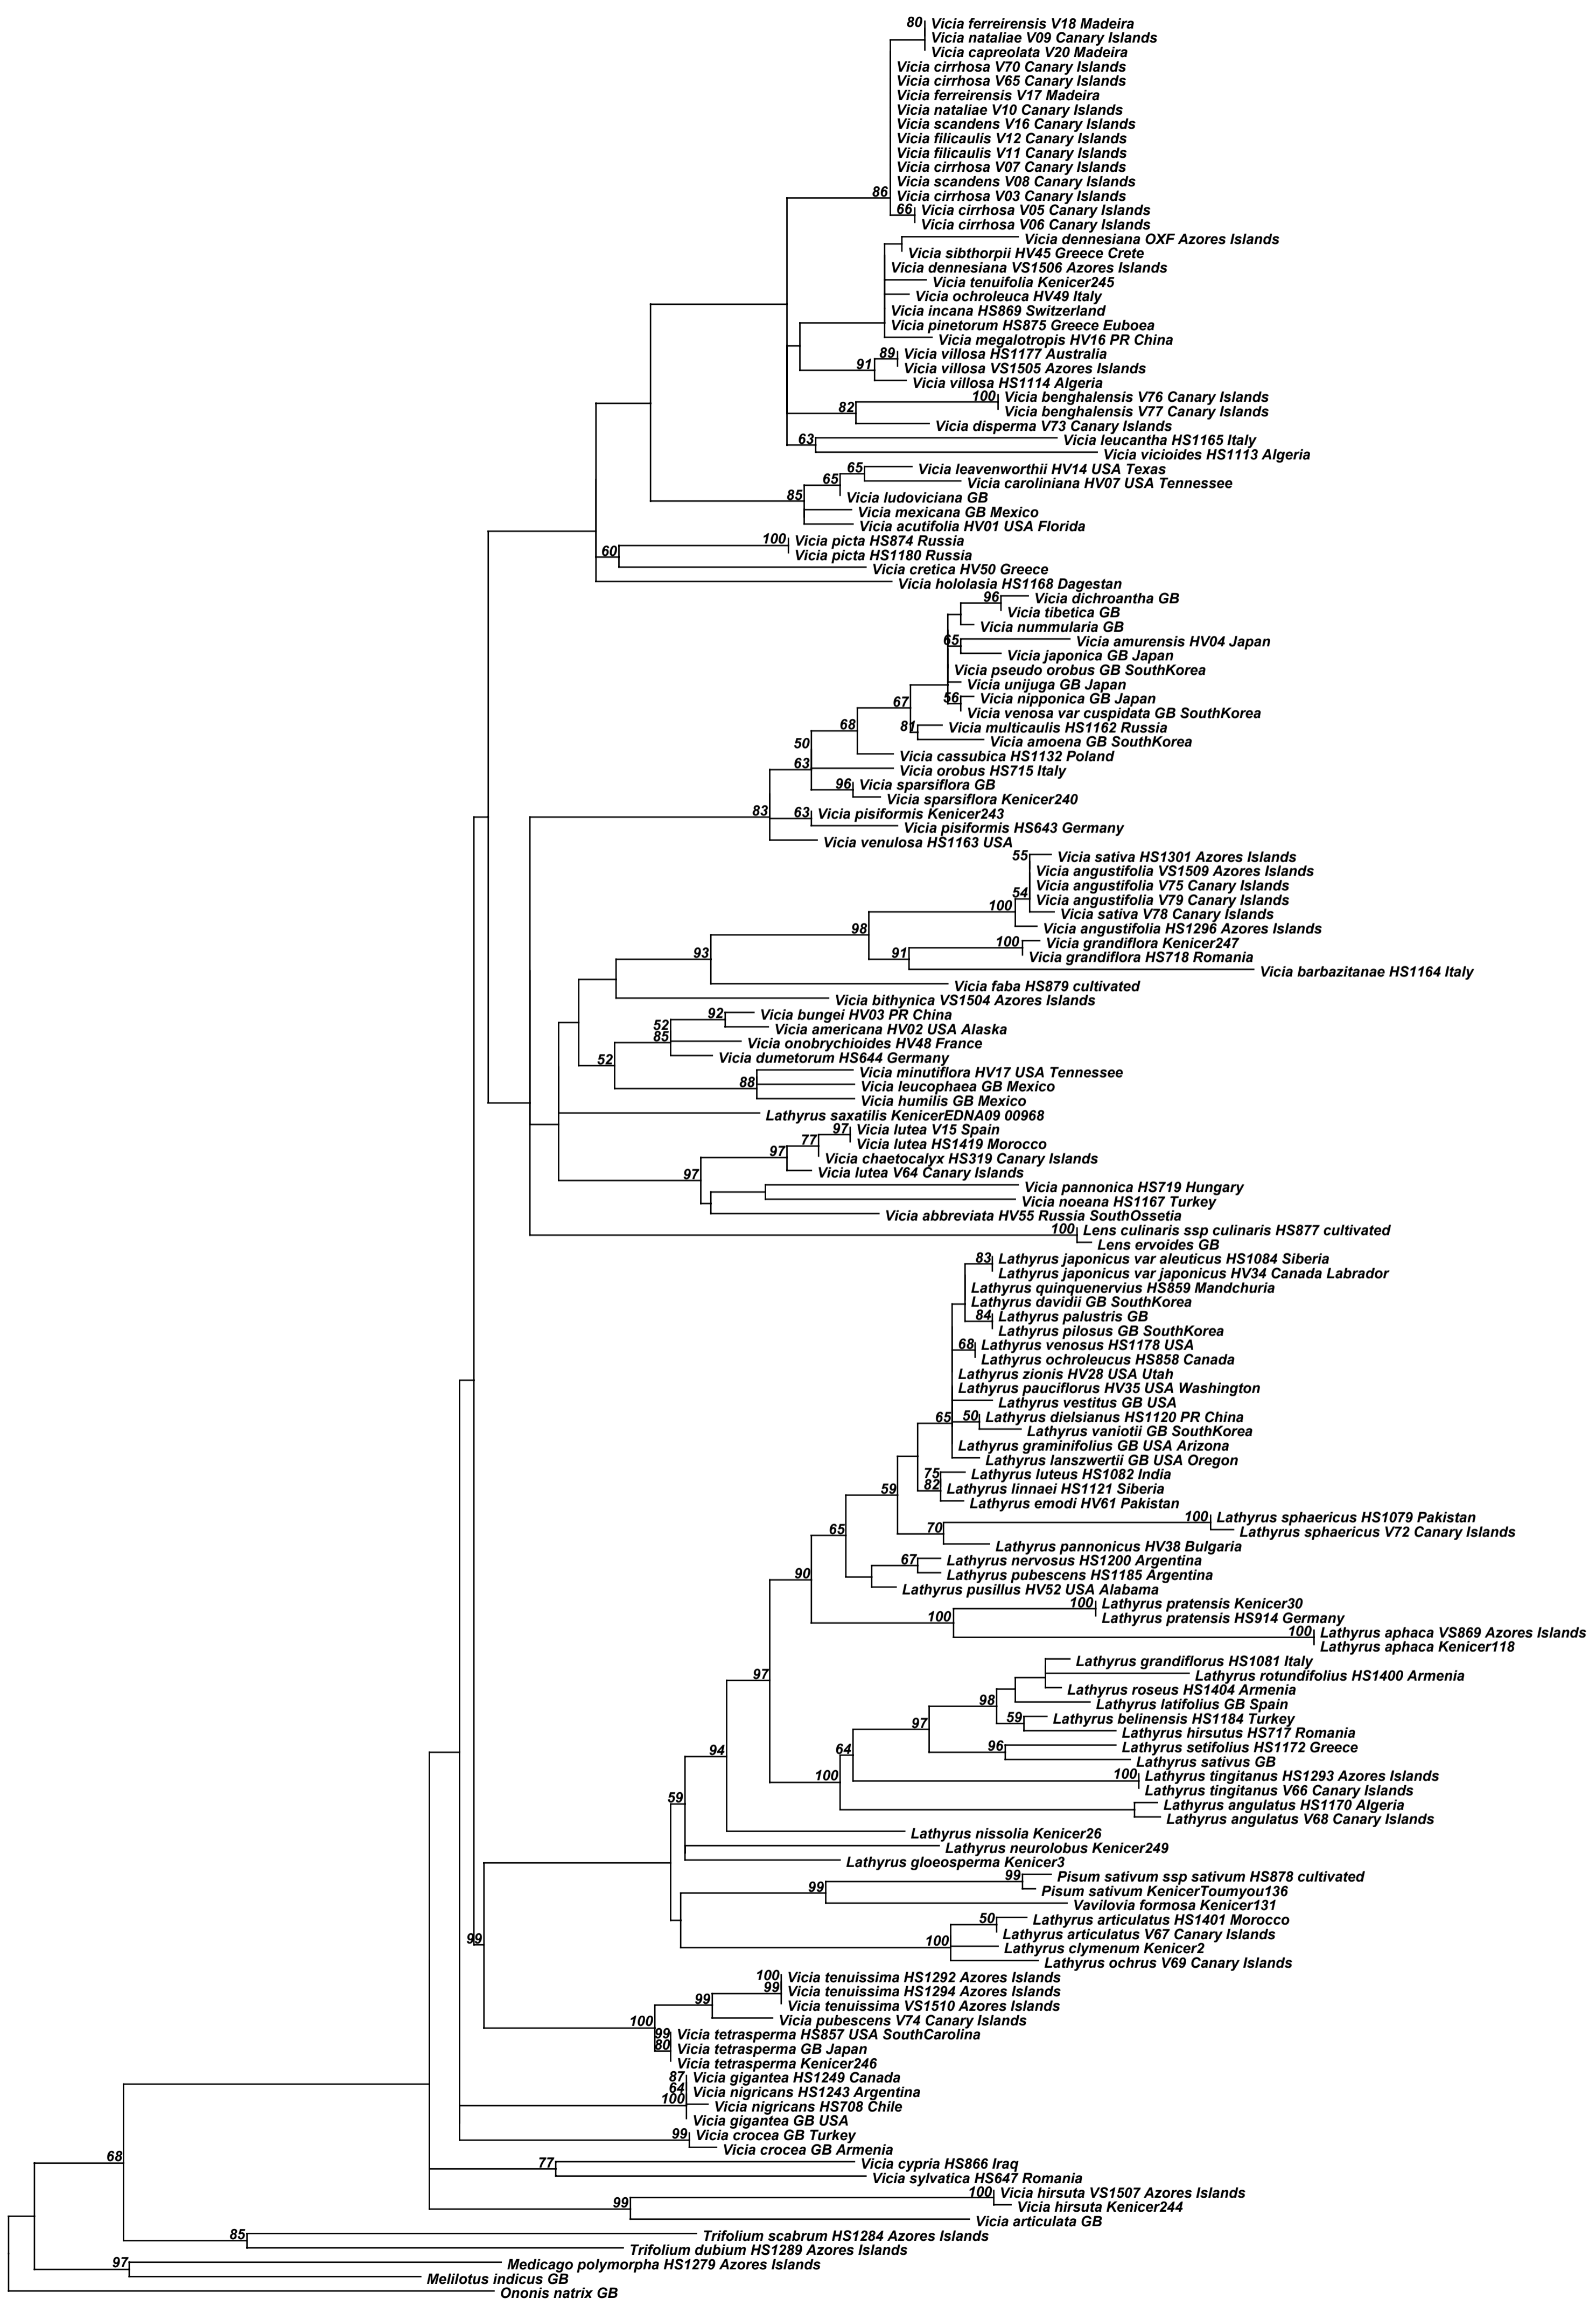 80 Vicia ferreirensis V18 Madeira
Vicia nataliae V09 Canary Islands
Vicia capreolata V20 Madeira
Vicia cirrhosa V70 Canary Islands
Vicia cirrhosa V65 Canary Islands
Vicia ferreirensis V17 Madeira
Vicia nataliae V10 Canary Islands
Vicia scandens V16 Canary Islands
Vicia filicaulis V12 Canary Islands
Vicia filicaulis V11 Canary Islands
Vicia cirrhosa V07 Canary Islands
Vicia scandens V08 Canary Islands
86 Vicia cirrhosa V03 Canary Islands
66 Vicia cirrhosa V05 Canary Islands
Vicia cirrhosa V06 Canary Islands
Vicia dennesiana OXF Azores Islands
Vicia sibthorpii HV45 Greece Crete
Vicia dennesiana VS1506 Azores Islands
Vicia tenuifolia Kenicer245
Vicia ochroleuca HV49 Italy
Vicia incana HS869 Switzerland
Vicia pinetorum HS875 Greece Euboea
Vicia megalotropis HV16 PR China
89 Vicia villosa HS1177 Australia
91 Vicia villosa VS1505 Azores Islands
Vicia villosa HS1114 Algeria
100 Vicia benghalensis V76 Canary Islands
82 Vicia benghalensis V77 Canary Islands
Vicia disperma V73 Canary Islands
63 Vicia leucantha HS1165 Italy
Vicia vicioides HS1113 Algeria
65 Vicia leavenworthii HV14 USA Texas
65 Vicia caroliniana HV07 USA Tennessee
85 Vicia ludoviciana GB
Vicia mexicana GB Mexico
Vicia acutifolia HV01 USA Florida
100 Vicia picta HS874 Russia
60 Vicia picta HS1180 Russia
Vicia cretica HV50 Greece
Vicia hololasia HS1168 Dagestan
96 Vicia dichroantha GB
Vicia tibetica GB
Vicia nummularia GB
65 Vicia amurensis HV04 Japan
Vicia japonica GB Japan
Vicia pseudo orobus GB SouthKorea
Vicia unijuga GB Japan
67 56 Vicia nipponica GB Japan
Vicia venosa var cuspidata GB SouthKorea
68 81 Vicia multicaulis HS1162 Russia
50 Vicia amoena GB SouthKorea
Vicia cassubica HS1132 Poland
63 Vicia orobus HS715 Italy
96 Vicia sparsiflora GB
Vicia sparsiflora Kenicer240
83 63 Vicia pisiformis Kenicer243
Vicia pisiformis HS643 Germany
Vicia venulosa HS1163 USA
55 Vicia sativa HS1301 Azores Islands
Vicia angustifolia VS1509 Azores Islands
Vicia angustifolia V75 Canary Islands
54 Vicia angustifolia V79 Canary Islands
100 Vicia sativa V78 Canary Islands
98 Vicia angustifolia HS1296 Azores Islands
100 Vicia grandiflora Kenicer247
93 91 Vicia grandiflora HS718 Romania
Vicia barbazitanae HS1164 Italy
Vicia faba HS879 cultivated
Vicia bithynica VS1504 Azores Islands
92 Vicia bungei HV03 PR China
52 Vicia americana HV02 USA Alaska
85 Vicia onobrychioides HV48 France
52 Vicia dumetorum HS644 Germany
Vicia minutiflora HV17 USA Tennessee
88 Vicia leucophaea GB Mexico
Vicia humilis GB Mexico
Lathyrus saxatilis KenicerEDNA09 00968
97 Vicia lutea V15 Spain
77 Vicia lutea HS1419 Morocco
97 Vicia chaetocalyx HS319 Canary Islands
97 Vicia lutea V64 Canary Islands
Vicia pannonica HS719 Hungary
Vicia noeana HS1167 Turkey
Vicia abbreviata HV55 Russia SouthOssetia
100 Lens culinaris ssp culinaris HS877 cultivated
Lens ervoides GB
83 Lathyrus japonicus var aleuticus HS1084 Siberia
Lathyrus japonicus var japonicus HV34 Canada Labrador
Lathyrus quinquenervius HS859 Mandchuria
Lathyrus davidii GB SouthKorea
84 Lathyrus palustris GB
Lathyrus pilosus GB SouthKorea
68 Lathyrus venosus HS1178 USA
Lathyrus ochroleucus HS858 Canada
Lathyrus zionis HV28 USA Utah
Lathyrus pauciflorus HV35 USA Washington
Lathyrus vestitus GB USA
65 50 Lathyrus dielsianus HS1120 PR China
Lathyrus vaniotii GB SouthKorea
Lathyrus graminifolius GB USA Arizona
Lathyrus lanszwertii GB USA Oregon
75 Lathyrus luteus HS1082 India
59 82 Lathyrus linnaei HS1121 Siberia
Lathyrus emodi HV61 Pakistan
100 Lathyrus sphaericus HS1079 Pakistan
65 70 Lathyrus sphaericus V72 Canary Islands
Lathyrus pannonicus HV38 Bulgaria
67 Lathyrus nervosus HS1200 Argentina
90 Lathyrus pubescens HS1185 Argentina
Lathyrus pusillus HV52 USA Alabama
100 Lathyrus pratensis Kenicer30
100 Lathyrus pratensis HS914 Germany
100 Lathyrus aphaca VS869 Azores Islands
Lathyrus aphaca Kenicer118
Lathyrus grandiflorus HS1081 Italy
97 Lathyrus rotundifolius HS1400 Armenia
Lathyrus roseus HS1404 Armenia
98 Lathyrus latifolius GB Spain
97 59 Lathyrus belinensis HS1184 Turkey
Lathyrus hirsutus HS717 Romania
94 64 96 Lathyrus setifolius HS1172 Greece
Lathyrus sativus GB
100 100 Lathyrus tingitanus HS1293 Azores Islands
Lathyrus tingitanus V66 Canary Islands
59 Lathyrus angulatus HS1170 Algeria
Lathyrus angulatus V68 Canary Islands
Lathyrus nissolia Kenicer26
Lathyrus neurolobus Kenicer249
Lathyrus gloeosperma Kenicer3
99 Pisum sativum ssp sativum HS878 cultivated
99 Pisum sativum KenicerToumyou136
Vavilovia formosa Kenicer131
50 Lathyrus articulatus HS1401 Morocco
Lathyrus articulatus V67 Canary Islands
99 100 Lathyrus clymenum Kenicer2
Lathyrus ochrus V69 Canary Islands
100 Vicia tenuissima HS1292 Azores Islands
99 Vicia tenuissima HS1294 Azores Islands
99 Vicia tenuissima VS1510 Azores Islands
100 Vicia pubescens V74 Canary Islands
99 Vicia tetrasperma HS857 USA SouthCarolina
80 Vicia tetrasperma GB Japan
Vicia tetrasperma Kenicer246
87 Vicia gigantea HS1249 Canada
64 Vicia nigricans HS1243 Argentina
100 Vicia nigricans HS708 Chile
Vicia gigantea GB USA
99 Vicia crocea GB Turkey
Vicia crocea GB Armenia
68 77 Vicia cypria HS866 Iraq
Vicia sylvatica HS647 Romania
100 Vicia hirsuta VS1507 Azores Islands
99 Vicia hirsuta Kenicer244
Vicia articulata GB
85 Trifolium scabrum HS1284 Azores Islands
Trifolium dubium HS1289 Azores Islands
97 Medicago polymorpha HS1279 Azores Islands
Melilotus indicus GB
Ononis natrix GB